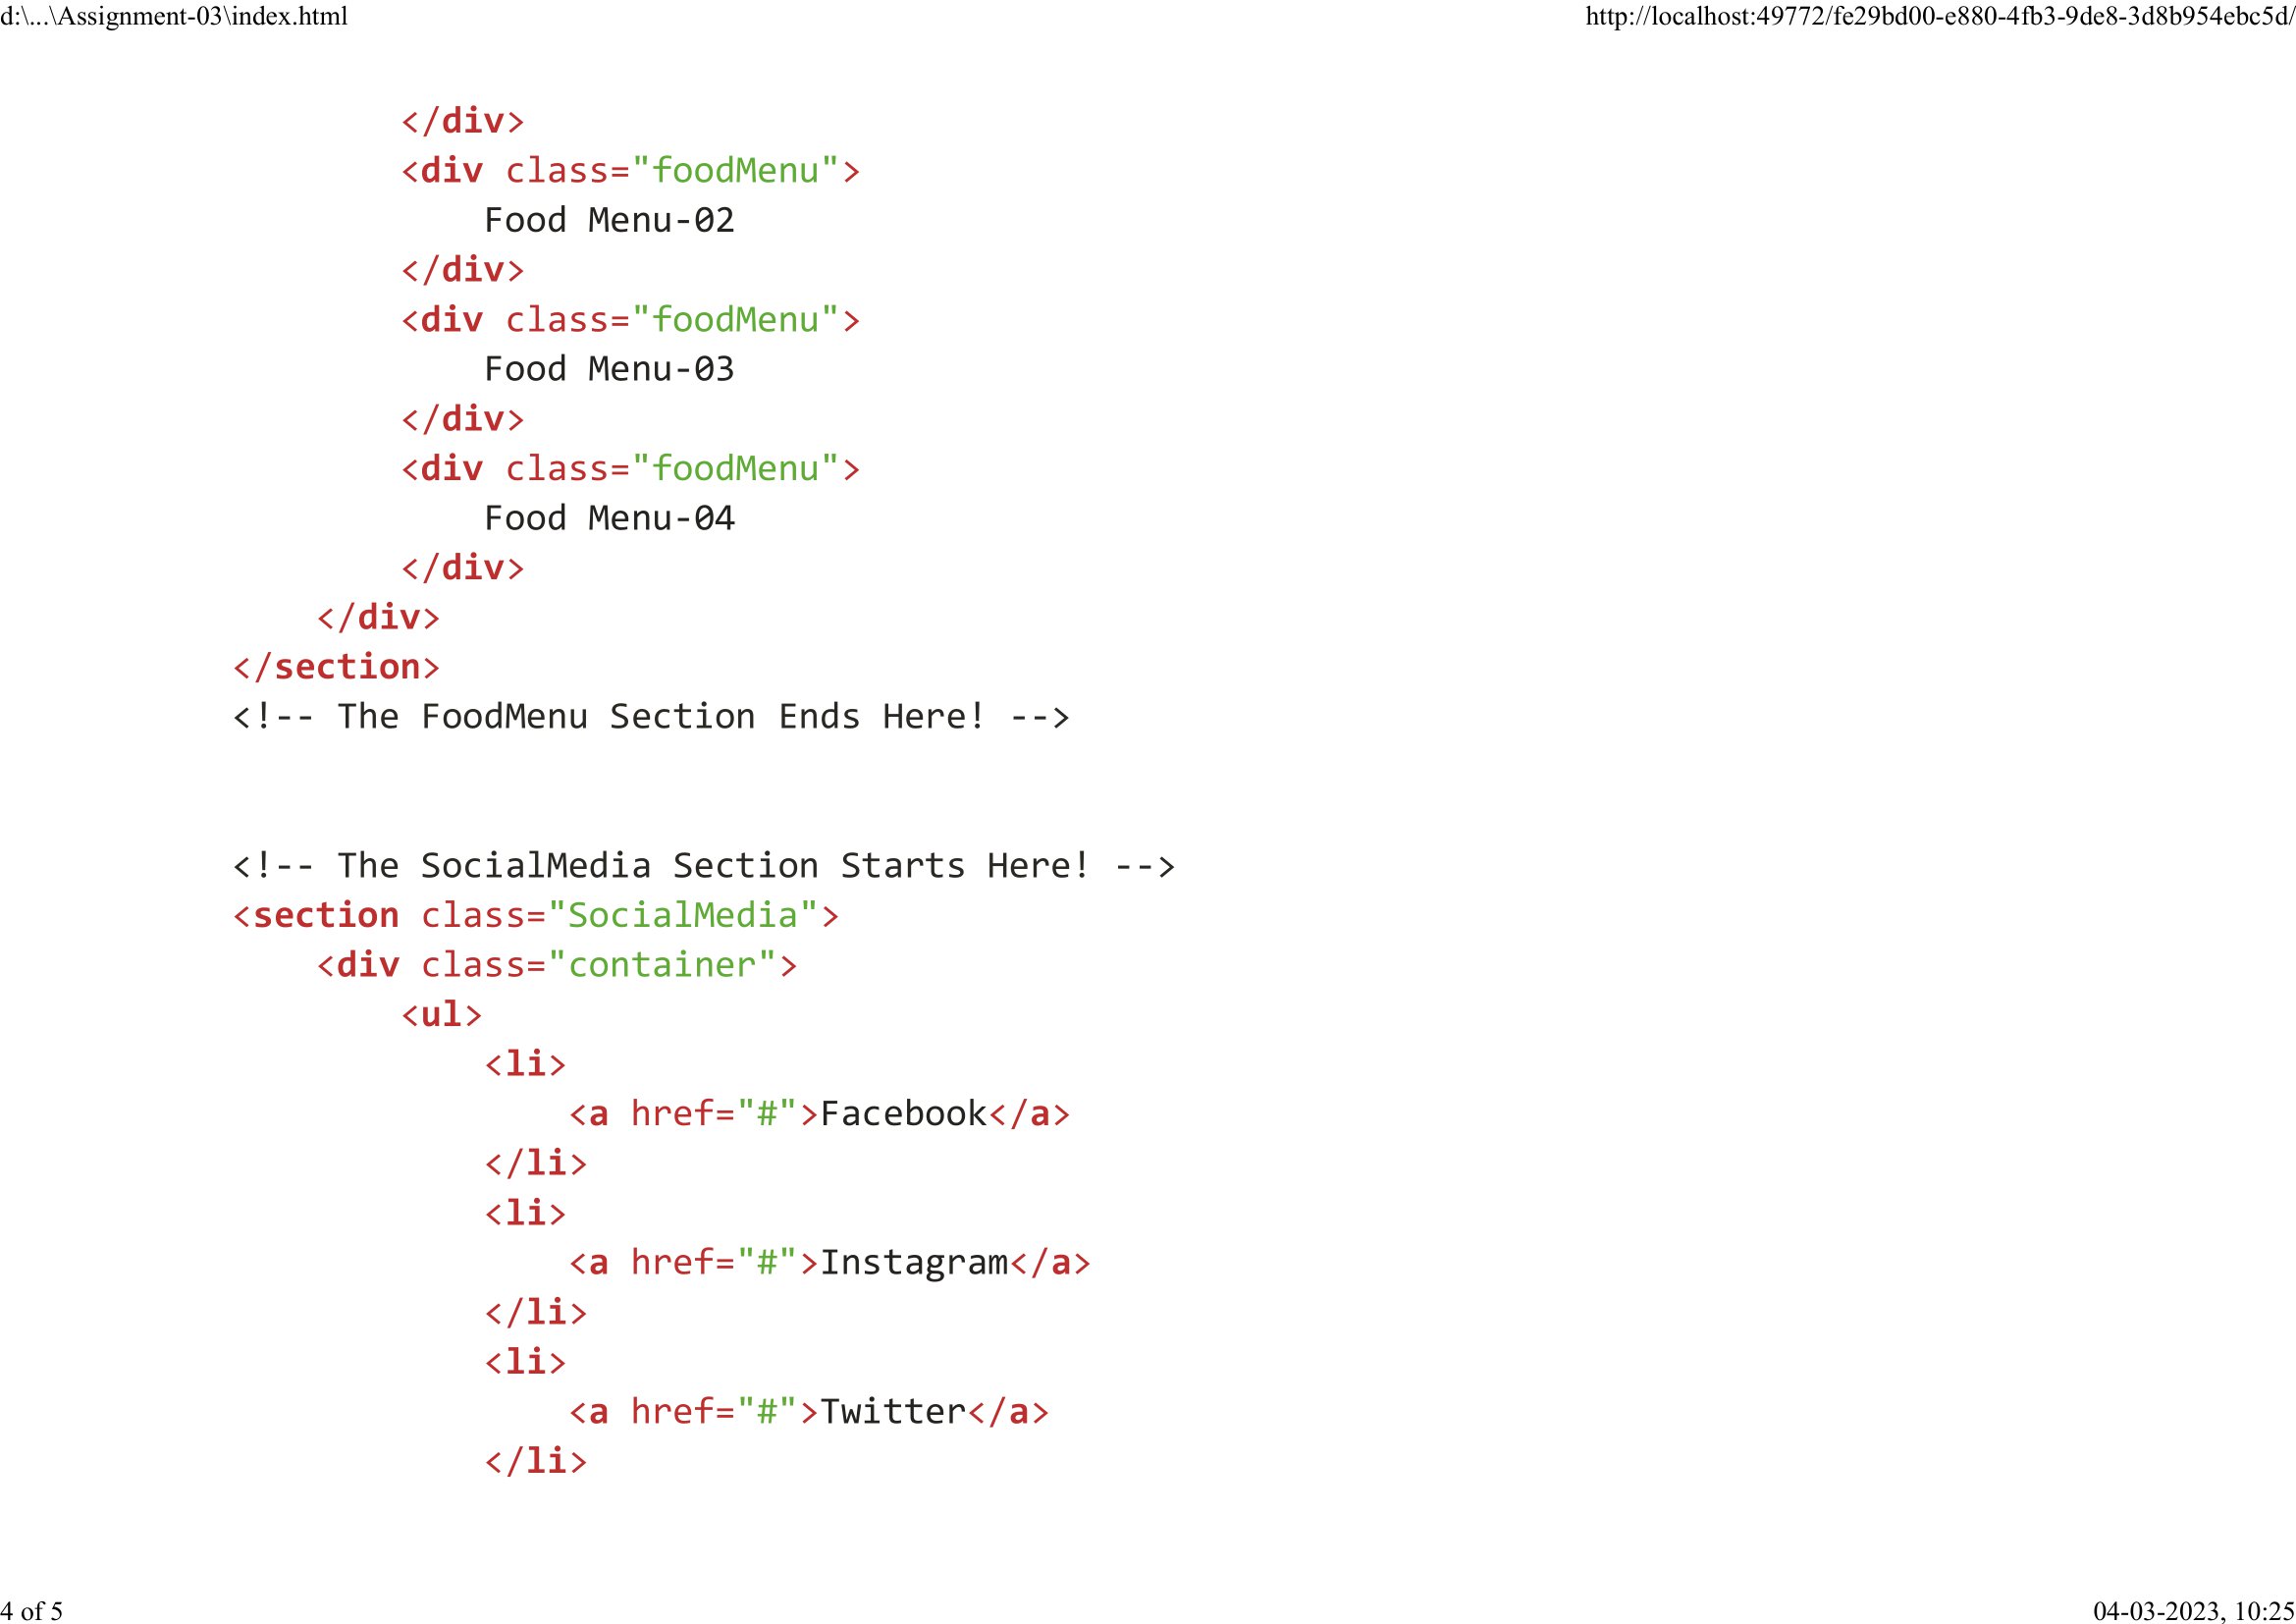 d:\...\Assignment-03\index.html
http://localhost:49772/fe29bd00-e880-4fb3-9de8-3d8b954ebc5d/
</div>
<div class="foodMenu">
Food Menu-02
</div>
<div class="foodMenu">
Food Menu-03
</div>
<div class="foodMenu">
Food Menu-04
</div>
</div>
</section>
<!-- The FoodMenu Section Ends Here! -->
<!-- The SocialMedia Section Starts Here! -->
<section class="SocialMedia">
<div class="container">
<ul>
<li>
<a href="#">Facebook</a>
</li>
<li>
<a href="#">Instagram</a>
</li>
<li>
<a href="#">Twitter</a>
</li>
4 of 5
04-03-2023, 10:25